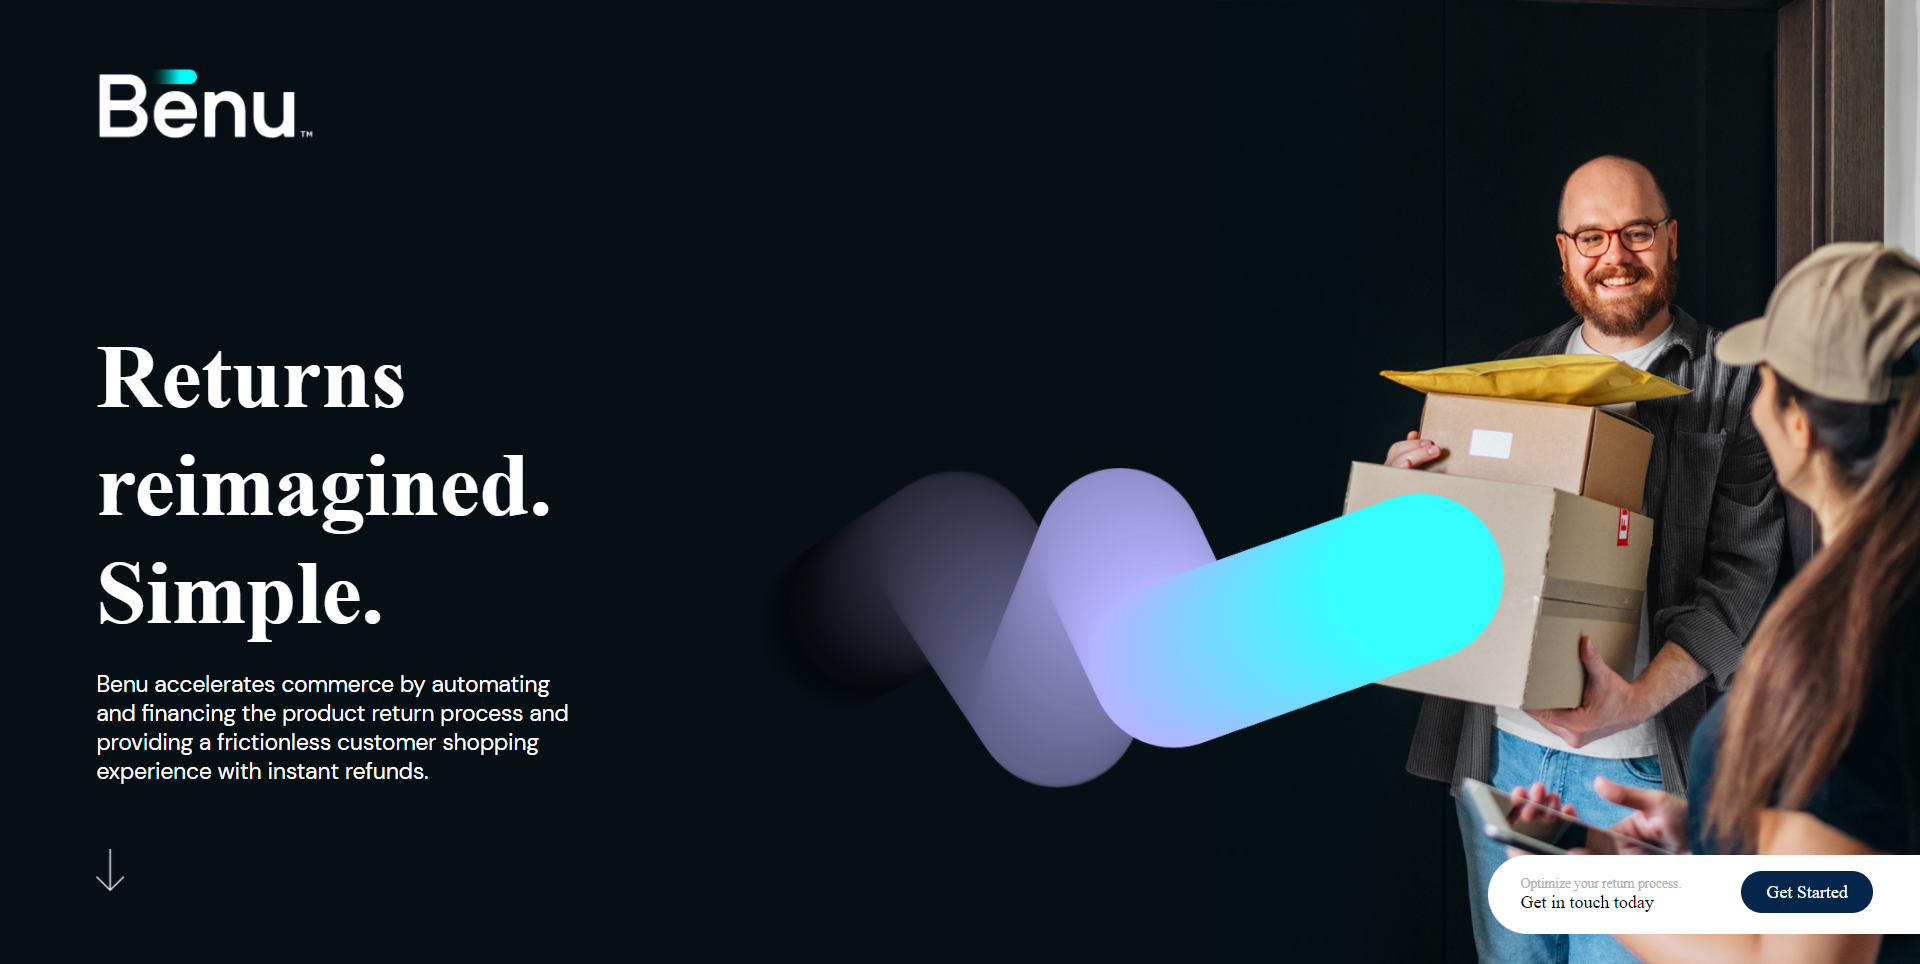 Benu™
Returns
reimagined.
Simple.
Benu accelerates commerce by automating
and financing the product return process and
providing a frictionless customer shopping
experience with instant refunds.
Optimize your return process.
Get in touch today
Get Started